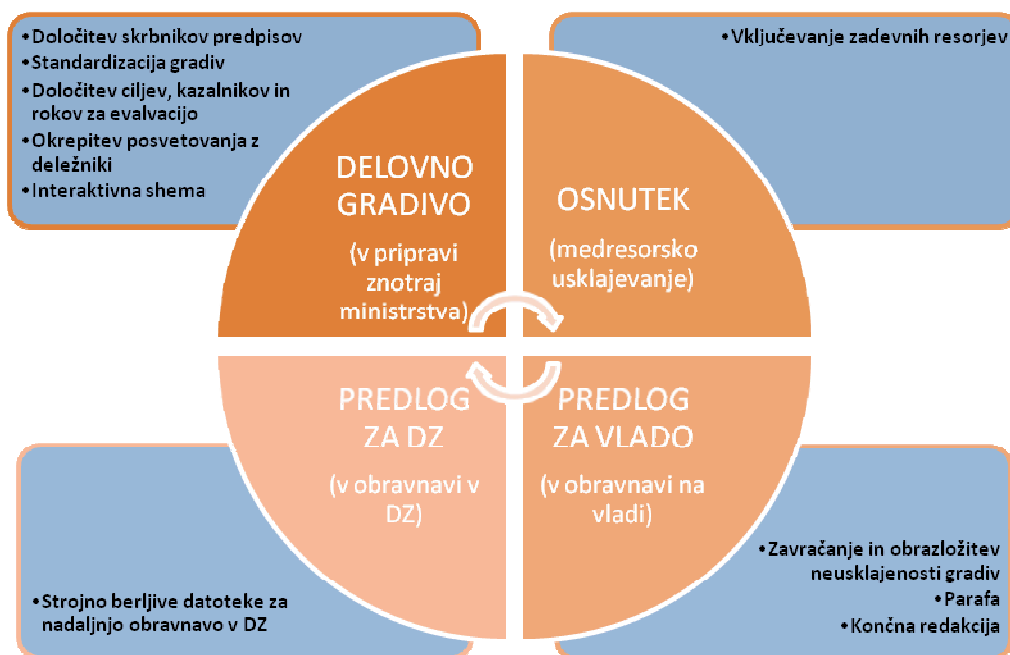 •Določitev skrbnikov predpisov
•Standardizacija gradiv
•Določitev ciljev, kazalnikov in
rokov za evalvacijo
•Okrepitev posvetovanja z
deležniki
•Interaktivna shema
•Vključevanje zadevnih resorjev
DELOVNO
GRADIVO
(v pripravi
znotraj
ministrstva)
OSNUTEK
(medresorsko
usklajevanje)
PREDLOG
ZA DZ
(v obravnavi v
DZ)
PREDLOG
ZA VLADO
(v obravnavi na
vladi)
•Strojno berljive datoteke za
nadaljnjo obravnavo v DZ
•Zavračanje in obrazložitev
neusklajenosti gradiv
•Parafa
•Končna redakcija